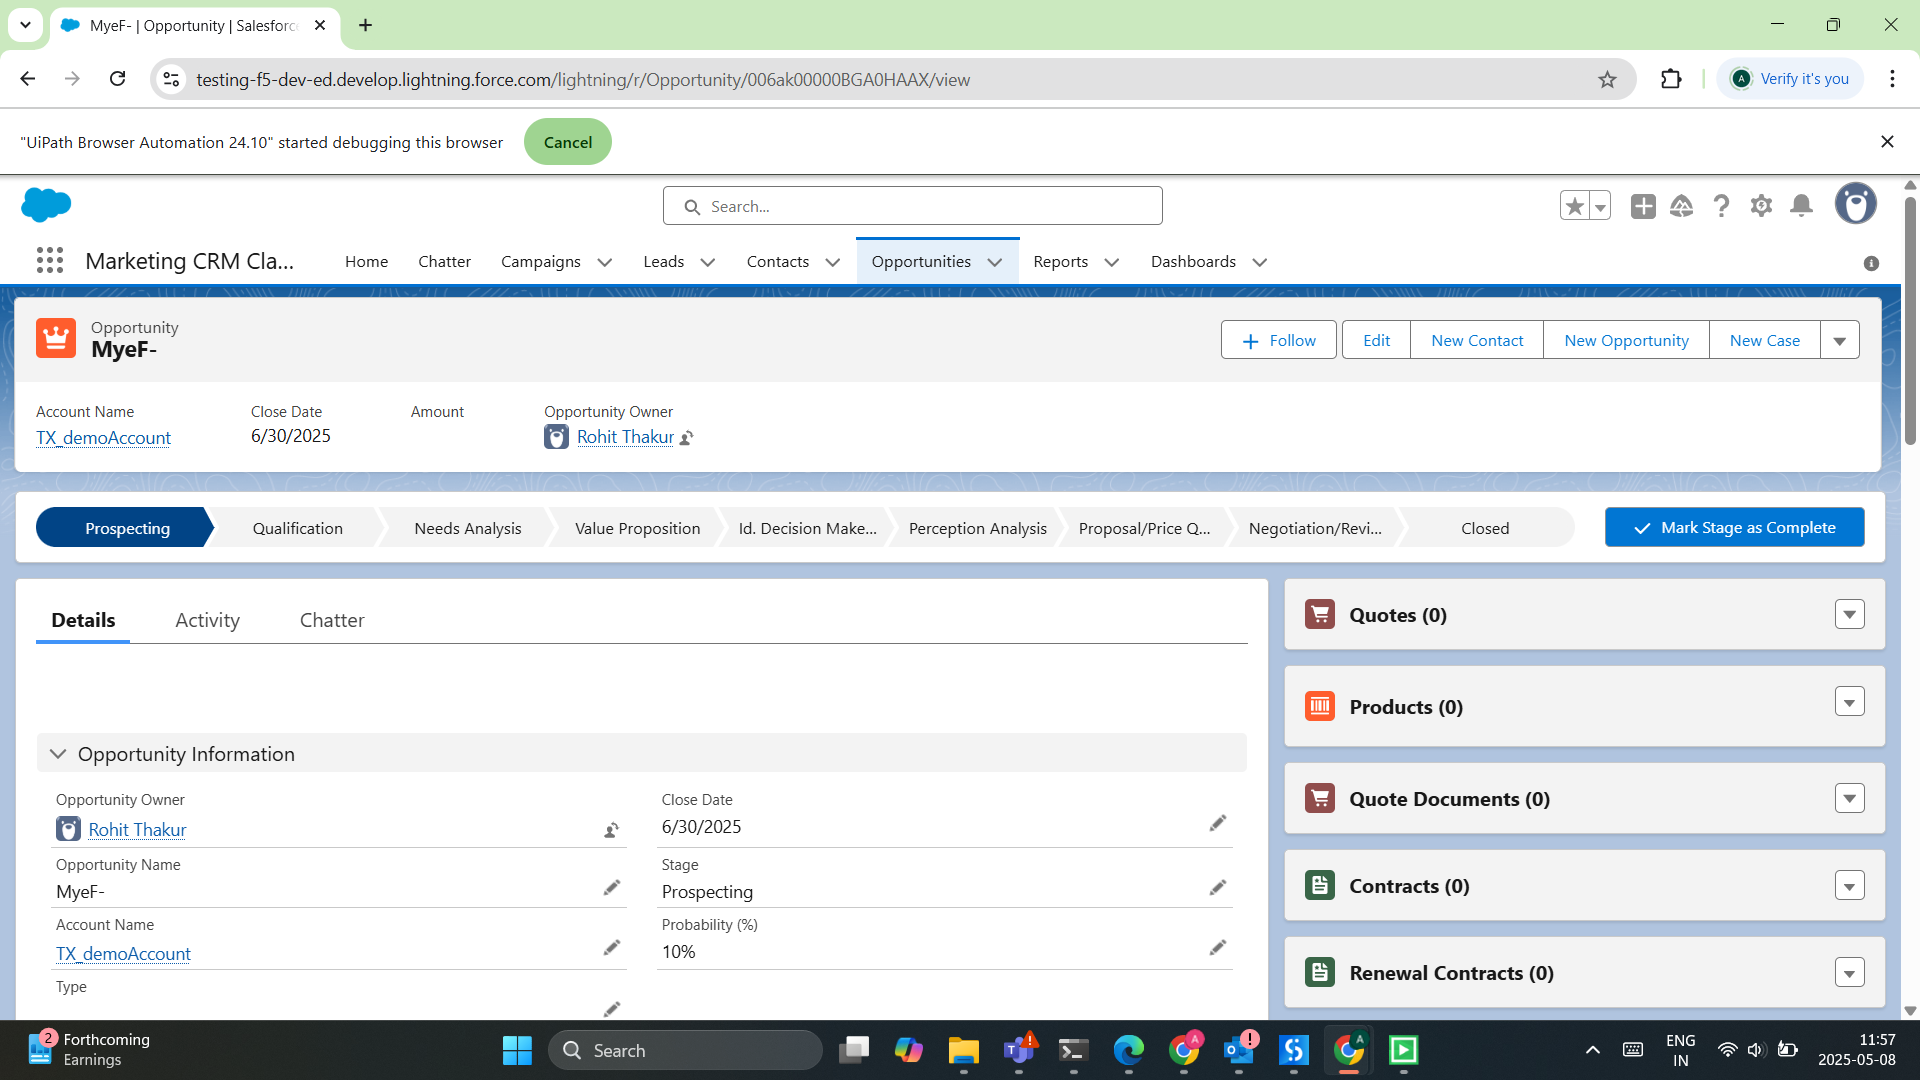 MyeF- | Opportunity | Salesforc
testing-f5-dev-ed.develop.lightning.force.com/lightning/r/Opportunity/006ak00000BGA0HAAX/view
A
Verify it's you
"UiPath Browser Automation 24.10" started debugging this browser
Cancel
Search...
Marketing CRM Cla...
Home
Chatter
Campaigns
Leads
Contacts
Opportunities
Reports
Dashboards
Opportunity
MyeF-
Follow
Edit
New Contact
New Opportunity
New Case
Account Name
TX_demoAccount
Close Date
6/30/2025
Amount
Opportunity Owner
Rohit Thakur
Prospecting
Qualification
Needs Analysis
Value Proposition
Id. Decision Make...
Perception Analysis
Proposal/Price Q...
Negotiation/Revi...
Closed
Mark Stage as Complete
Details
Activity
Chatter
Opportunity Information
Opportunity Owner
Rohit Thakur
Close Date
6/30/2025
Opportunity Name
MyeF-
Stage
Prospecting
Account Name
TX_demoAccount
Probability (%)
10%
Type
Quotes (0)
Products (0)
Quote Documents (0)
Contracts (0)
Renewal Contracts (0)
2
Forthcoming
Earnings
Search
A
A
ENG
IN
11:57
2025-05-08